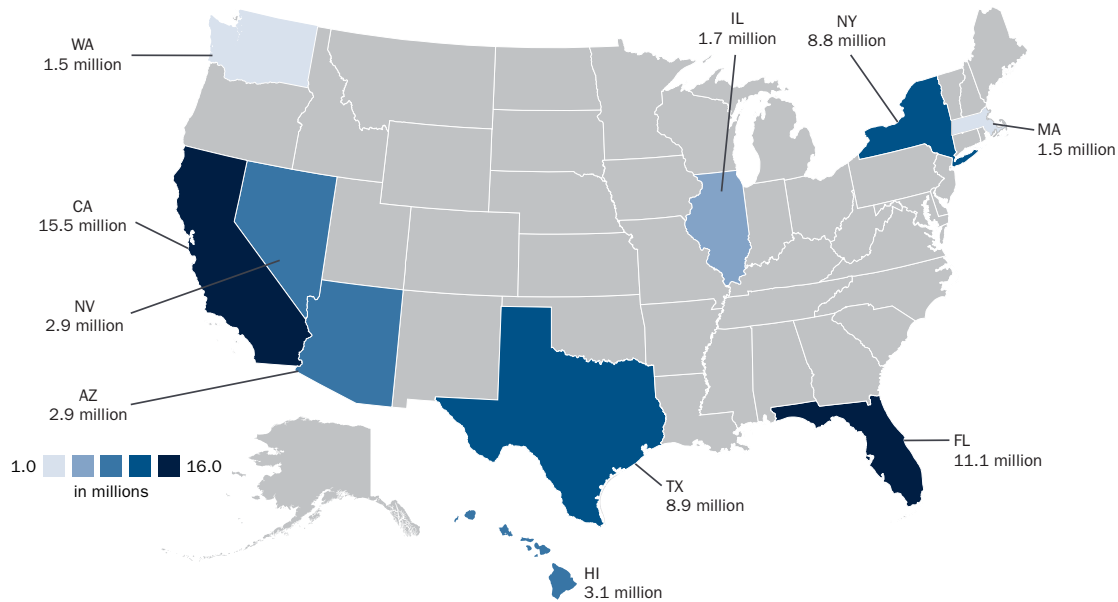 WA
1.5 million
IL
1.7 million
NY
8.8 million
MA
1.5 million
CA
15.5 million
NV
2.9 million
AZ
2.9 million
FL
11.1 million
1.0 16.0
in millions
TX
8.9 million
HI
3.1 million